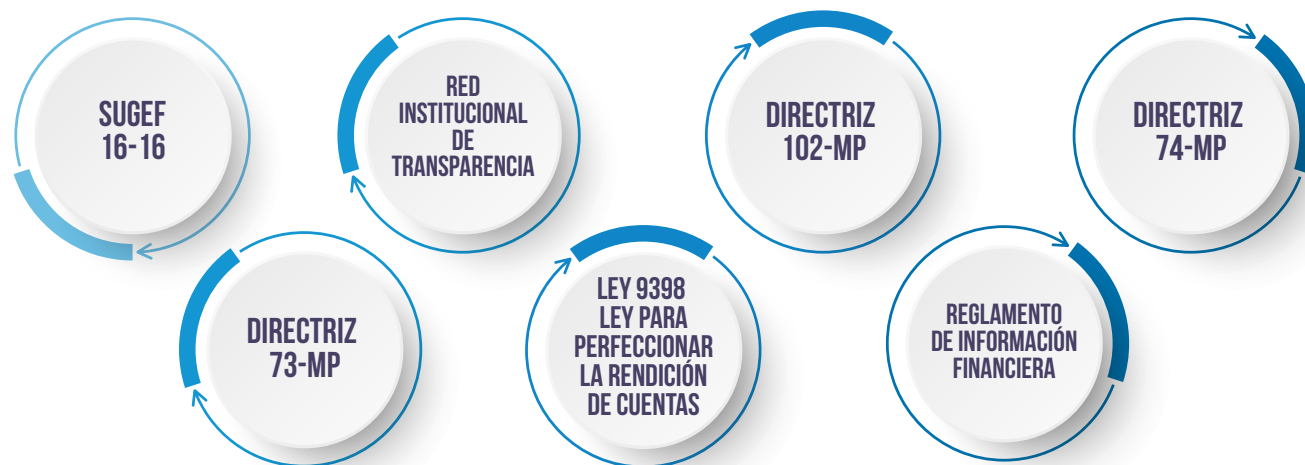 SUGEF
16-16
RED
INSTITUCIONAL
DE
TRANSPARENCIA
DIRECTRIZ
102-MP
DIRECTRIZ
74-MP
DIRECTRIZ
73-MP
LEY 9398
LEY PARA
PERFECCIONAR
LA RENDICIÓN
DE CUENTAS
REGLAMENTO
DE INFORMACIÓN
FINANCIERA